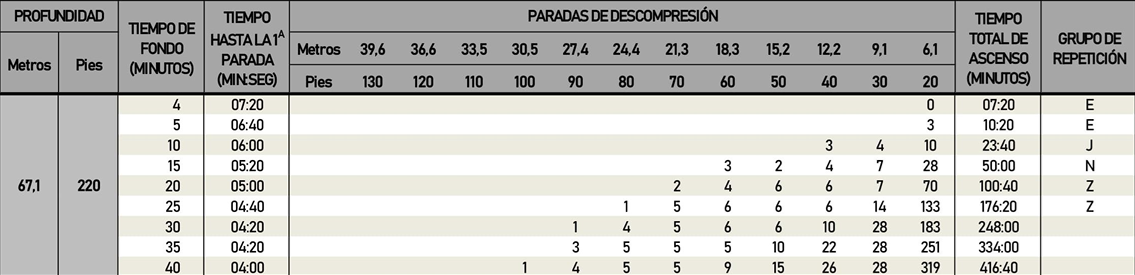 PROFUNDIDAD TIEMPO DE FONDO (MINUTOS) TIEMPO HASTA LA 1ᴬ PARADA (MIN:SEG) PARADAS DE DESCOMPRESIÓN TIEMPO TOTAL DE ASCENSO (MINUTOS) GRUPO DE REPETICIÓN
Metros Pies Metros 39,6 36,6 33,5 30,5 27,4 24,4 21,3 18,3 15,2 12,2 9,1 6,1
Pies 130 120 110 100 90 80 70 60 50 40 30 20
4 07:20 0 07:20 E
5 06:40 3 10:20 E
10 06:00 3 4 10 23:40 J
15 05:20 3 2 4 7 28 50:00 N
67,1 220 20 05:00 2 4 6 6 7 70 100:40 Z
25 04:40 1 5 6 6 6 14 133 176:20 Z
30 04:20 1 4 5 6 6 10 28 183 248:00
35 04:20 3 5 5 5 10 22 28 251 334:00
40 04:00 1 4 5 5 9 15 26 28 319 416:40